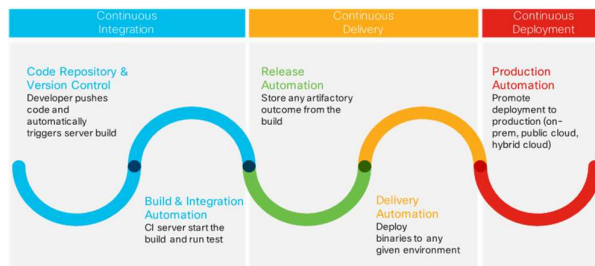 Continuous
Integration
Continuous
Delivery
Continuous
Deployment
Code Repository &
Version Control
Developer pushes
code and
automatically
triggers server build
Build & Integration
Automation
CI server start the
build and run test
Release
Automation
Store any artifactory
outcome from the
build
Delivery
Automation
Deploy
binaries to any
given environment
Production
Automation
Promote
deployment to
production (on-
prem, public cloud,
hybrid cloud)